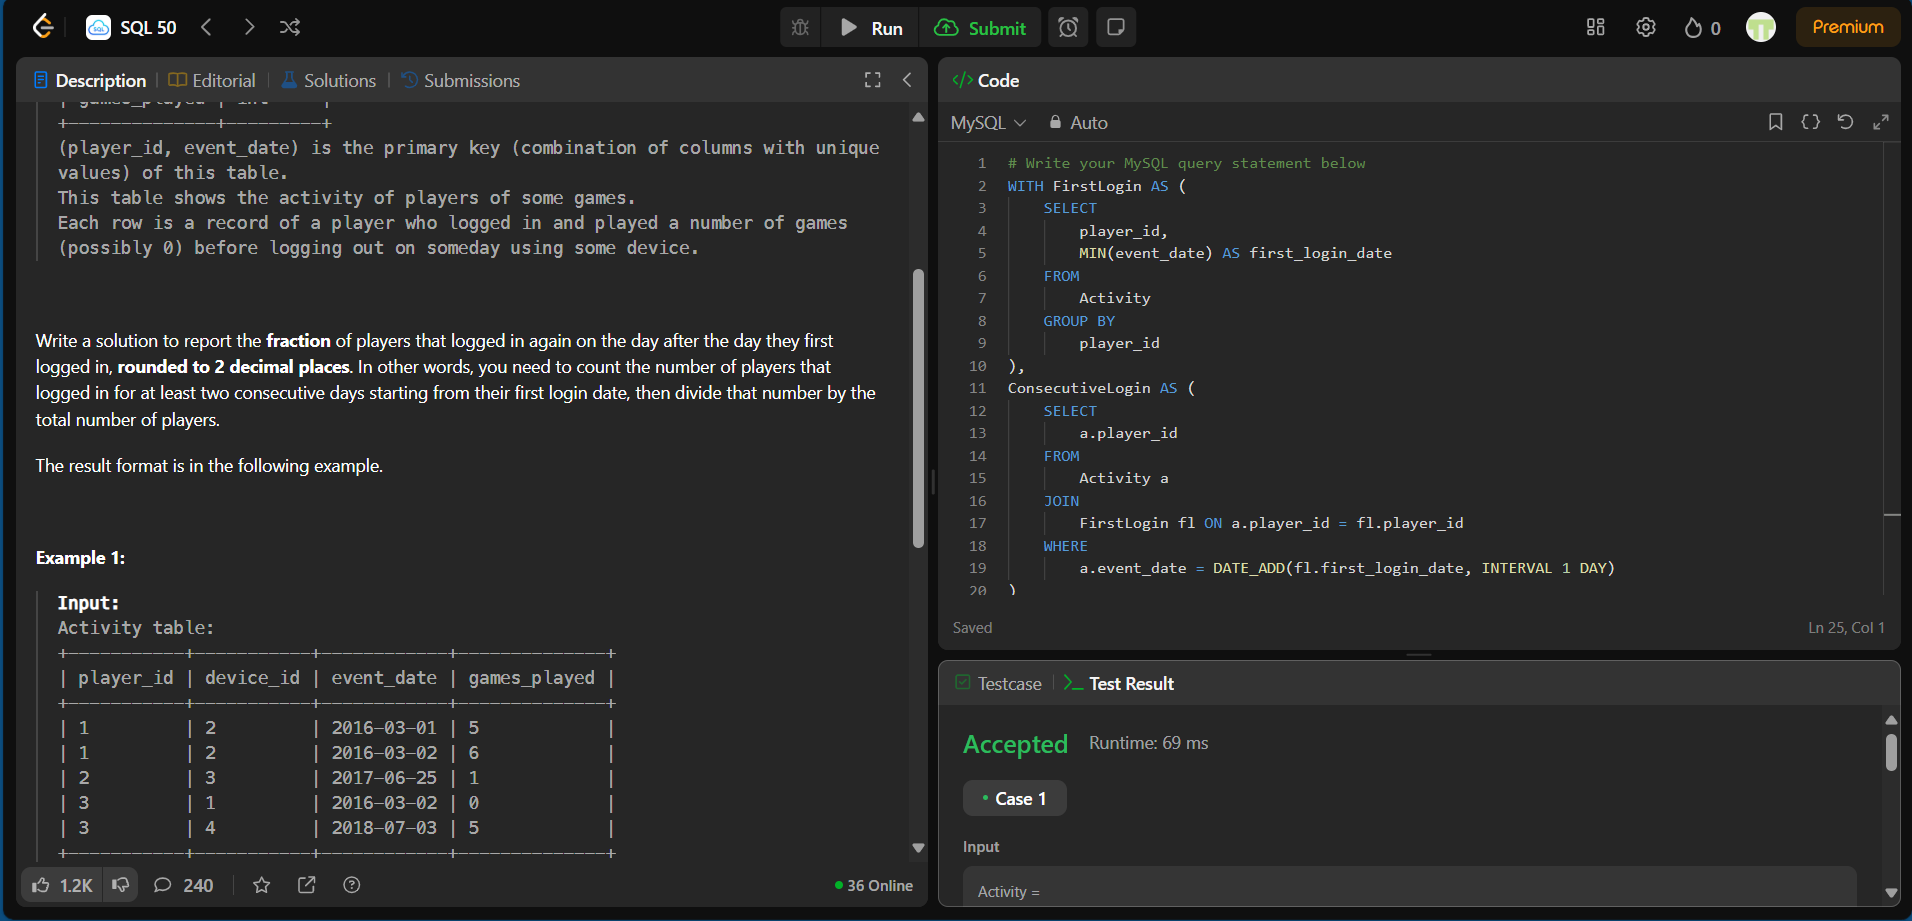 SQL 50
Run
Submit
0
Premium
Description
Editorial
Solutions
Submissions
| games_played | int |
+---------------+---------+
(player_id, event_date) is the primary key (combination of columns with unique
values) of this table.
This table shows the activity of players of some games.
Each row is a record of a player who logged in and played a number of games
(possibly 0) before logging out on someday using some device.
Write a solution to report the fraction of players that logged in again on the day after the day they first
logged in, rounded to 2 decimal places. In other words, you need to count the number of players that
logged in for at least two consecutive days starting from their first login date, then divide that number by the
total number of players.
The result format is in the following example.
Example 1:
Input:
Activity table:
+-----------+-----------+------------+--------------+
| player_id | device_id | event_date | games_played |
+-----------+-----------+------------+--------------+
| 1 | 2 | 2016-03-01 | 5 |
| 1 | 2 | 2016-03-02 | 6 |
| 2 | 3 | 2017-06-25 | 1 |
| 3 | 1 | 2016-03-02 | 0 |
| 3 | 4 | 2018-07-03 | 5 |
+-----------+-----------+------------+--------------+
1.2K
240
36 Online
</> Code
MySQL
Auto
1 # Write your MySQL query statement below
2 WITH FirstLogin AS (
3 SELECT
4 player_id,
5 MIN(event_date) AS first_login_date
6 FROM
7 Activity
8 GROUP BY
9 player_id
10 ),
11 ConsecutiveLogin AS (
12 SELECT
13 a.player_id
14 FROM
15 Activity a
16 JOIN
17 FirstLogin fl ON a.player_id = fl.player_id
18 WHERE
19 a.event_date = DATE_ADD(fl.first_login_date, INTERVAL 1 DAY)
20 )
Saved
Ln 25, Col 1
Testcase
Test Result
Accepted
Runtime: 69 ms
Case 1
Input
Activity =